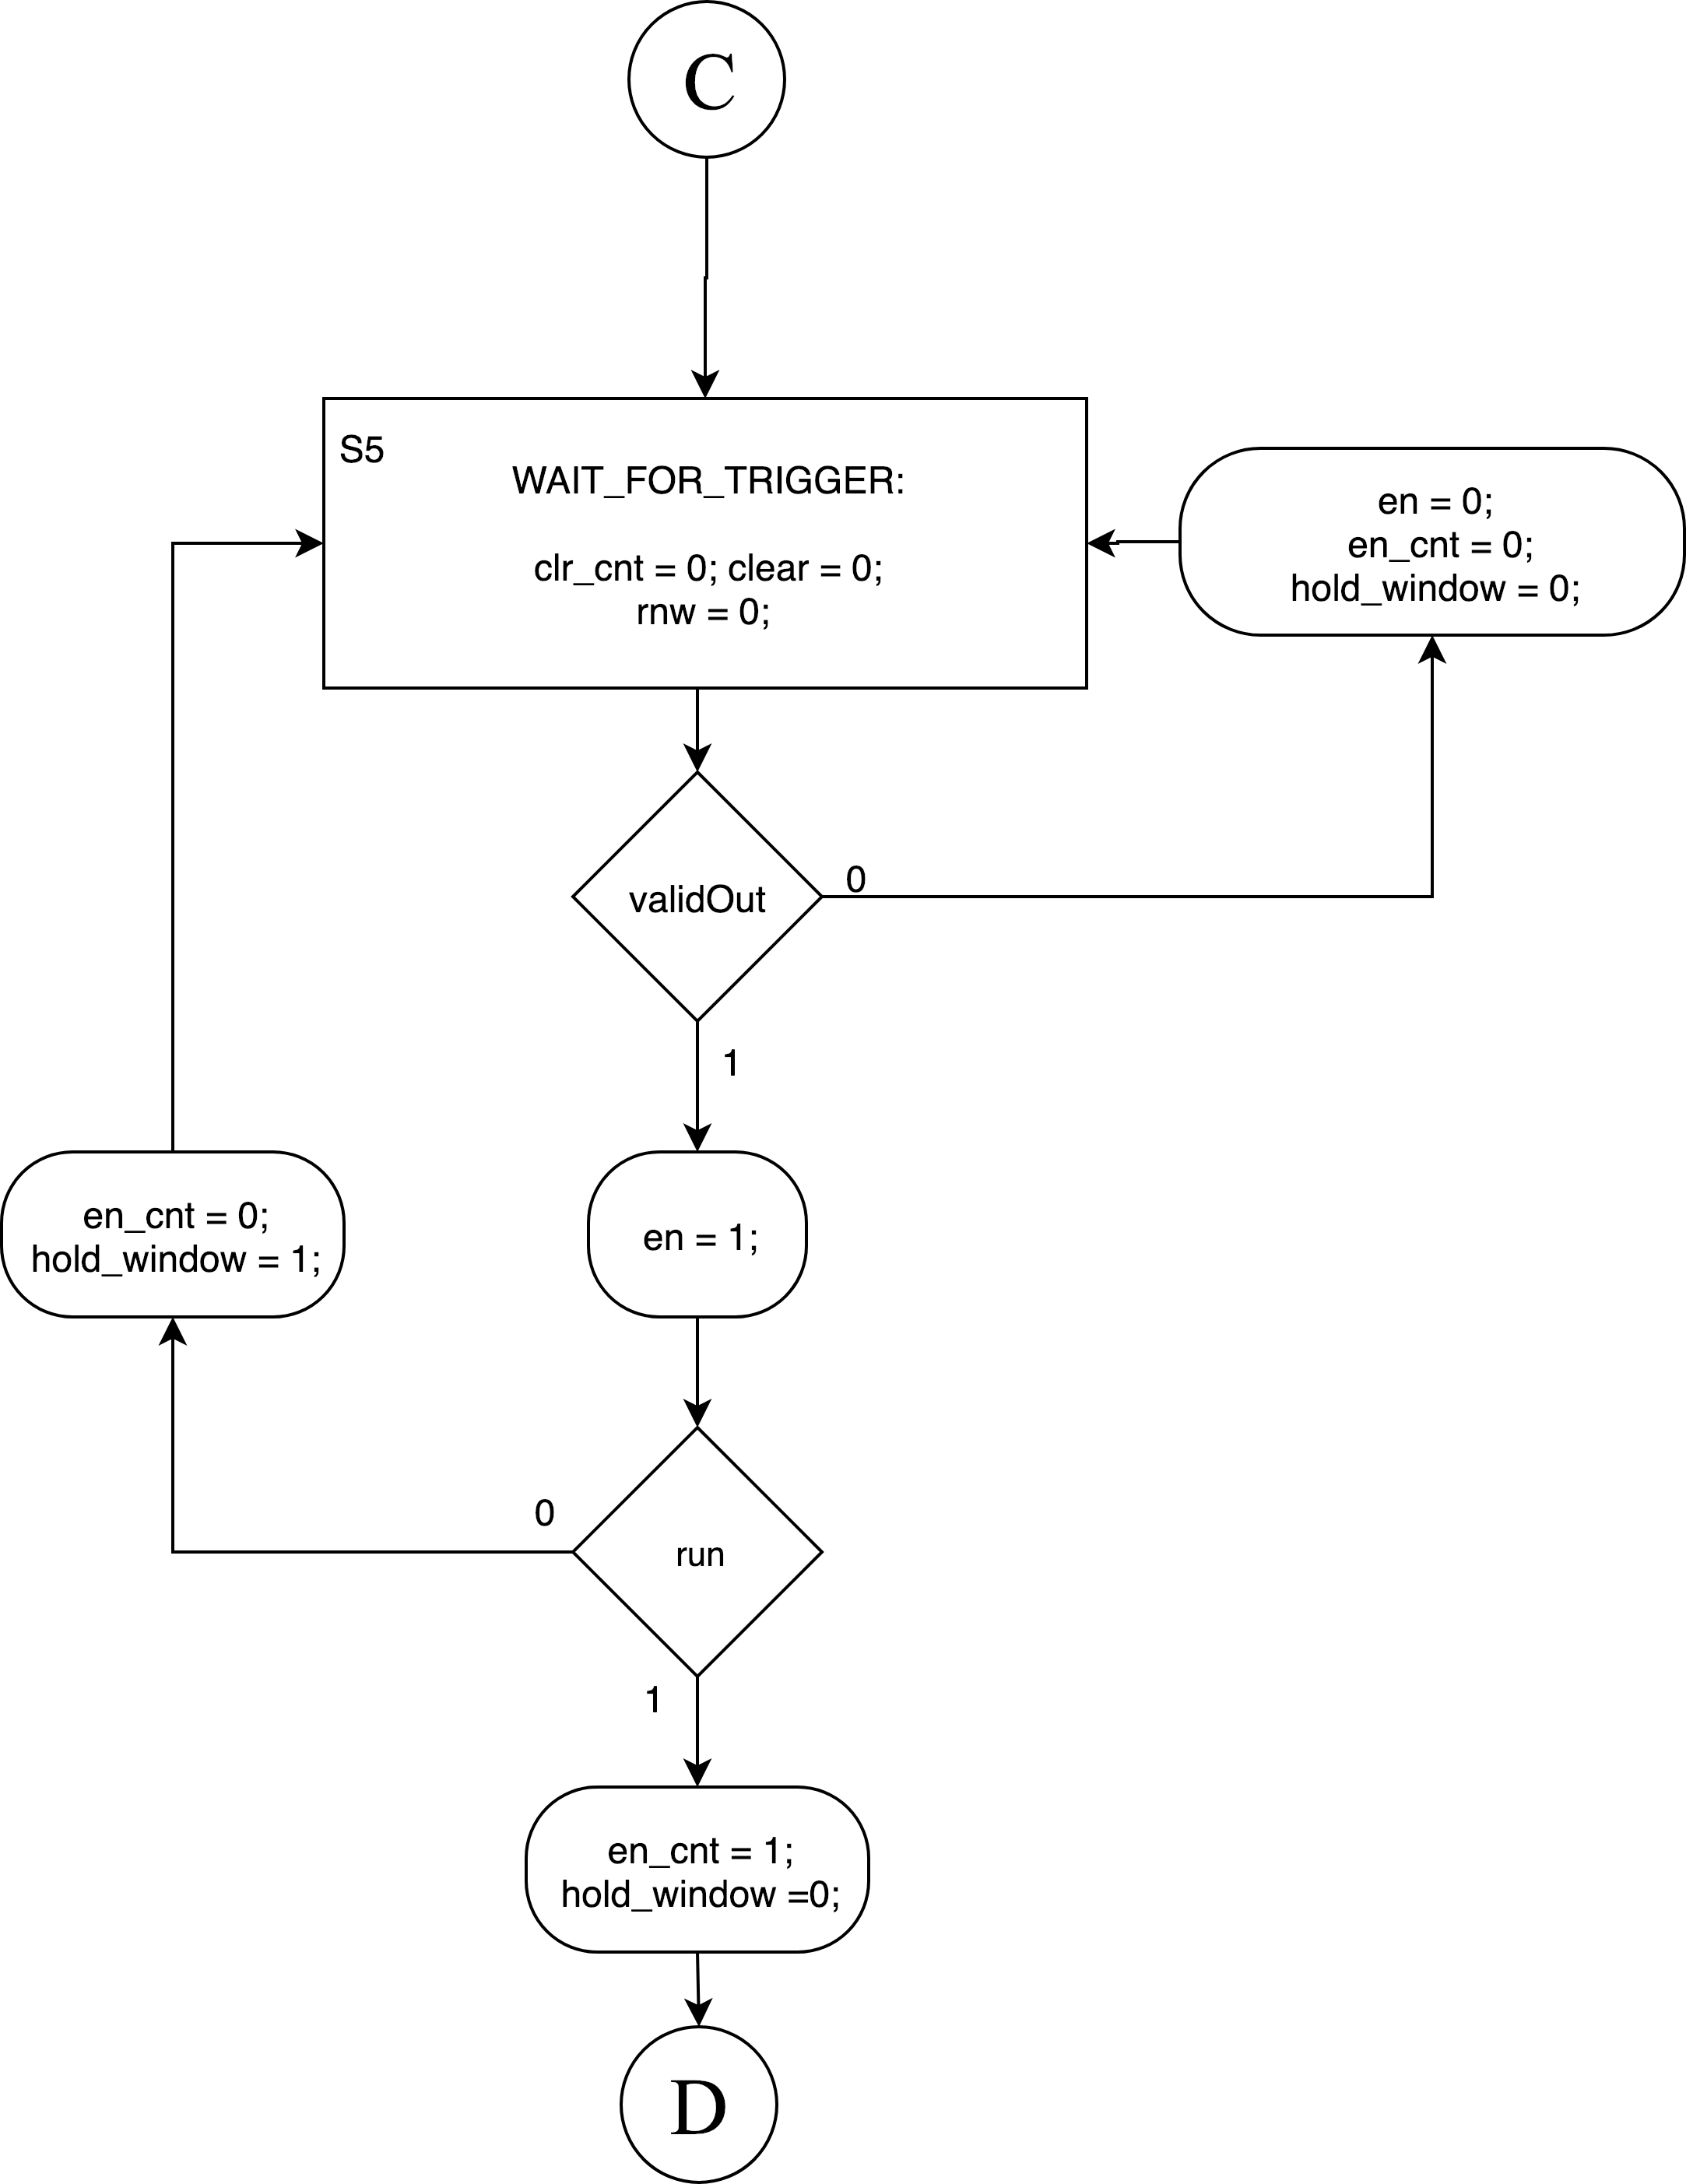 C
S5
WAIT_FOR_TRIGGER:
clr_cnt = 0; clear = 0;
rnw = 0;
en = 0;
en_cnt = 0;
hold_window = 0;
validOut
0
1
en_cnt = 0;
hold_window = 1;
en = 1;
0
run
1
en_cnt = 1;
hold_window =0;
D